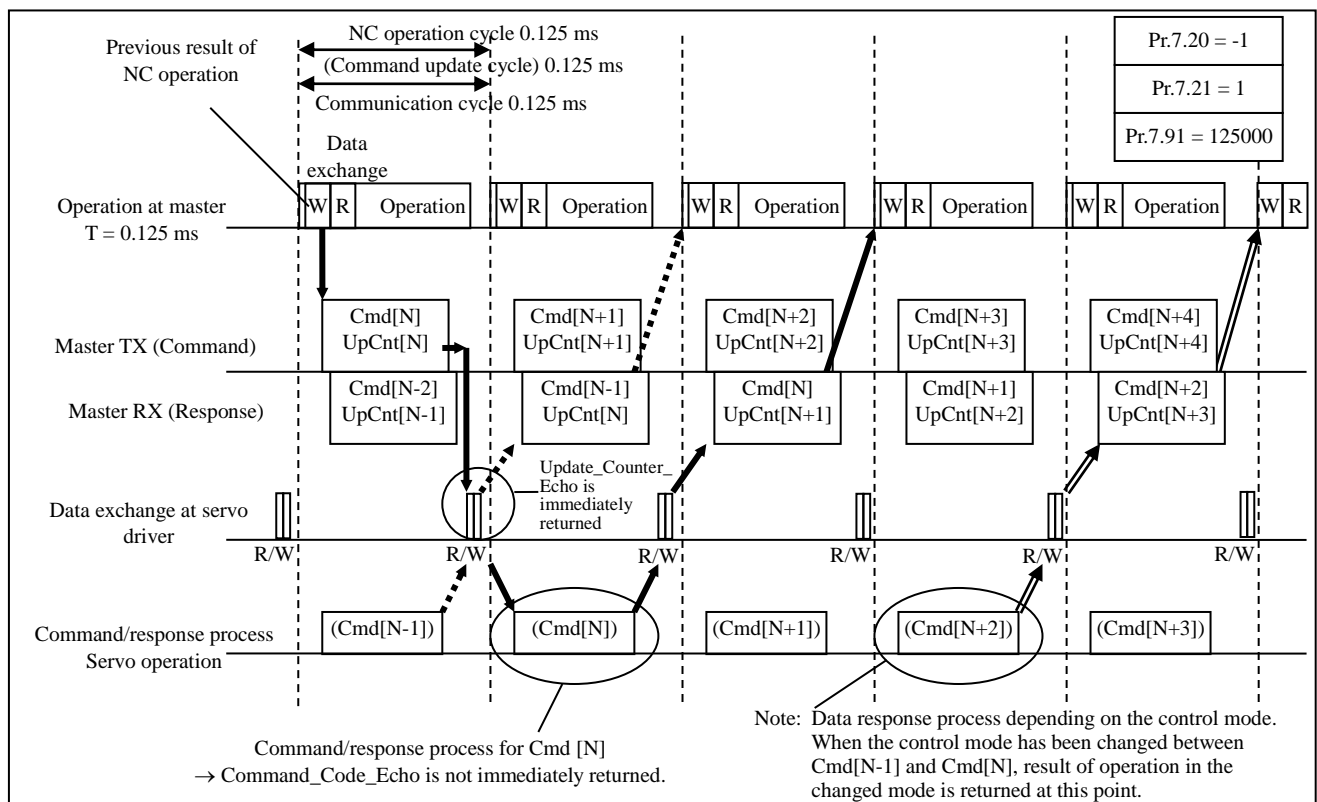 Previous result of
NC operation
NC operation cycle 0.125 ms
(Command update cycle) 0.125 ms
Communication cycle 0.125 ms
Pr.7.20 = -1
Pr.7.21 = 1
Pr.7.91 = 125000
Data
exchange
Operation at master
T = 0.125 ms
W R Operation
W R Operation
W R Operation
W R Operation
W R Operation
W R
Master TX (Command)
Cmd[N]
UpCnt[N]
Cmd[N+1]
UpCnt[N+1]
Cmd[N+2]
UpCnt[N+2]
Cmd[N+3]
UpCnt[N+3]
Cmd[N+4]
UpCnt[N+4]
Master RX (Response)
Cmd[N-2]
UpCnt[N-1]
Cmd[N-1]
UpCnt[N]
Cmd[N]
UpCnt[N+1]
Cmd[N+1]
UpCnt[N+2]
Cmd[N+2]
UpCnt[N+3]
Update_Counter_
Echo is
immediately
returned
Data exchange at servo
driver
R/W
R/W
R/W
R/W
R/W
R/W
Command/response process
Servo operation
(Cmd[N-1])
(Cmd[N])
(Cmd[N+1])
(Cmd[N+2])
(Cmd[N+3])
Command/response process for Cmd [N]
→ Command_Code_Echo is not immediately returned.
Note: Data response process depending on the control mode.
When the control mode has been changed between
Cmd[N-1] and Cmd[N], result of operation in the
changed mode is returned at this point.